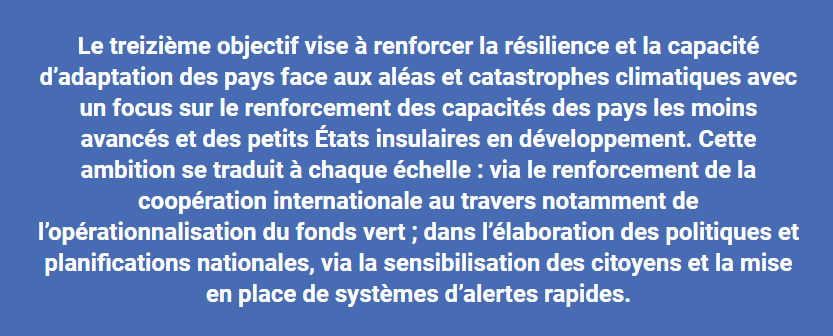 Le treizième objectif vise à renforcer la résilience et la capacité
d’adaptation des pays face aux aléas et catastrophes climatiques avec
un focus sur le renforcement des capacités des pays les moins
avancés et des petits États insulaires en développement. Cette
ambition se traduit à chaque échelle : via le renforcement de la
coopération internationale au travers notamment de
l’opérationnalisation du fonds vert ; dans l’élaboration des politiques et
planifications nationales, via la sensibilisation des citoyens et la mise
en place de systèmes d’alertes rapides.